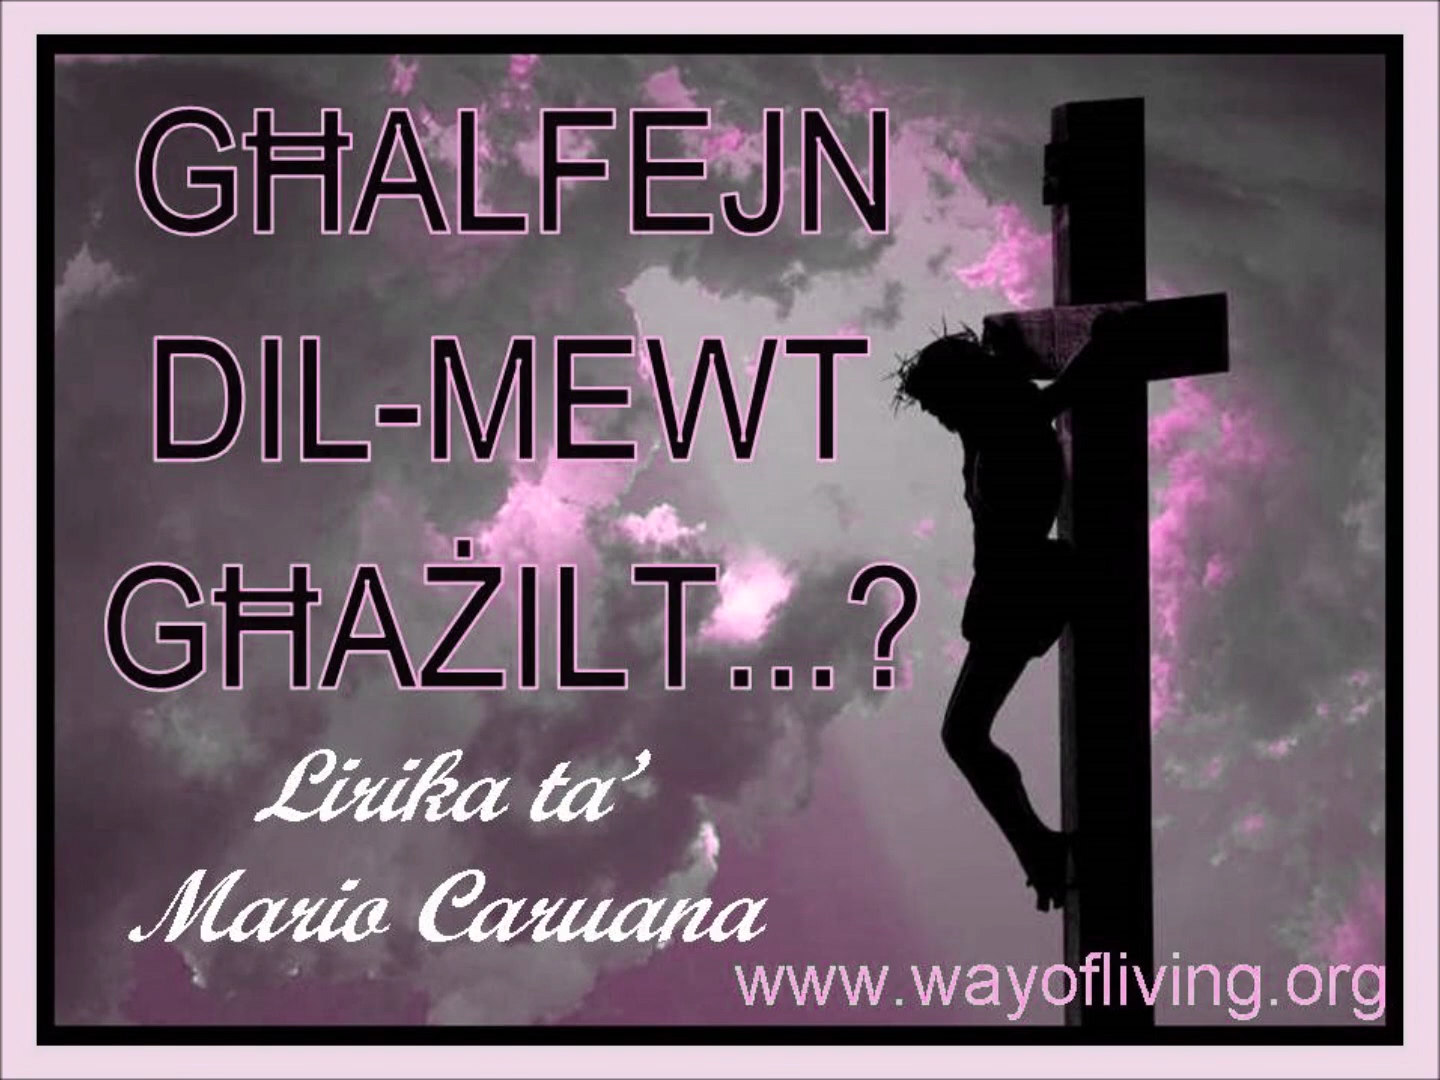 GĦALFEJN
DIL-MEWT
GĦAŻILT...?
Lirika ta’
Mario Caruana
www.wayofliving.org